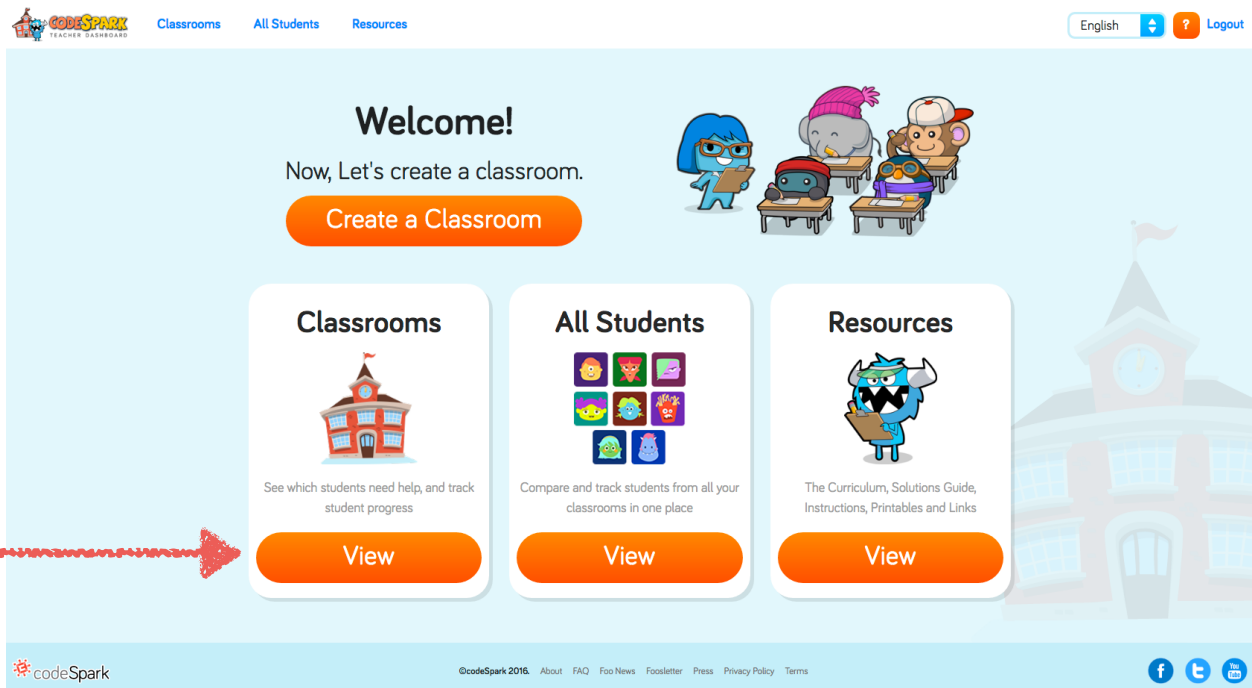 CODESPARK
TEACHER DASHBOARD
Classrooms
All Students
Resources
English
?
Logout
Welcome!
Now, Let's create a classroom.
Create a Classroom
Classrooms
See which students need help, and track
student progress
View
All Students
Compare and track students from all your
classrooms in one place
View
Resources
The Curriculum, Solutions Guide,
Instructions, Printables and Links
View
codeSpark
©codeSpark 2016. About FAQ Foo News Foosletter Press Privacy Policy Terms
You
Tube